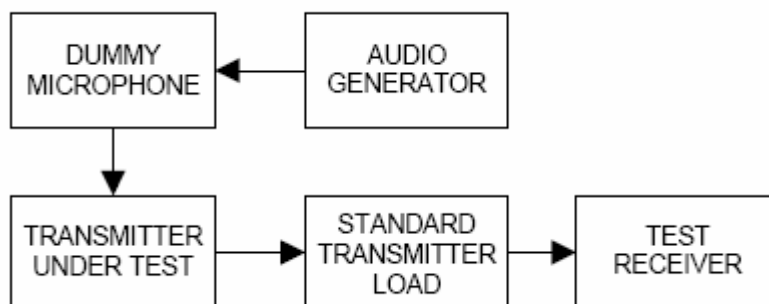 DUMMY
MICROPHONE
AUDIO
GENERATOR
TRANSMITTER
UNDER TEST
STANDARD
TRANSMITTER
LOAD
TEST
RECEIVER